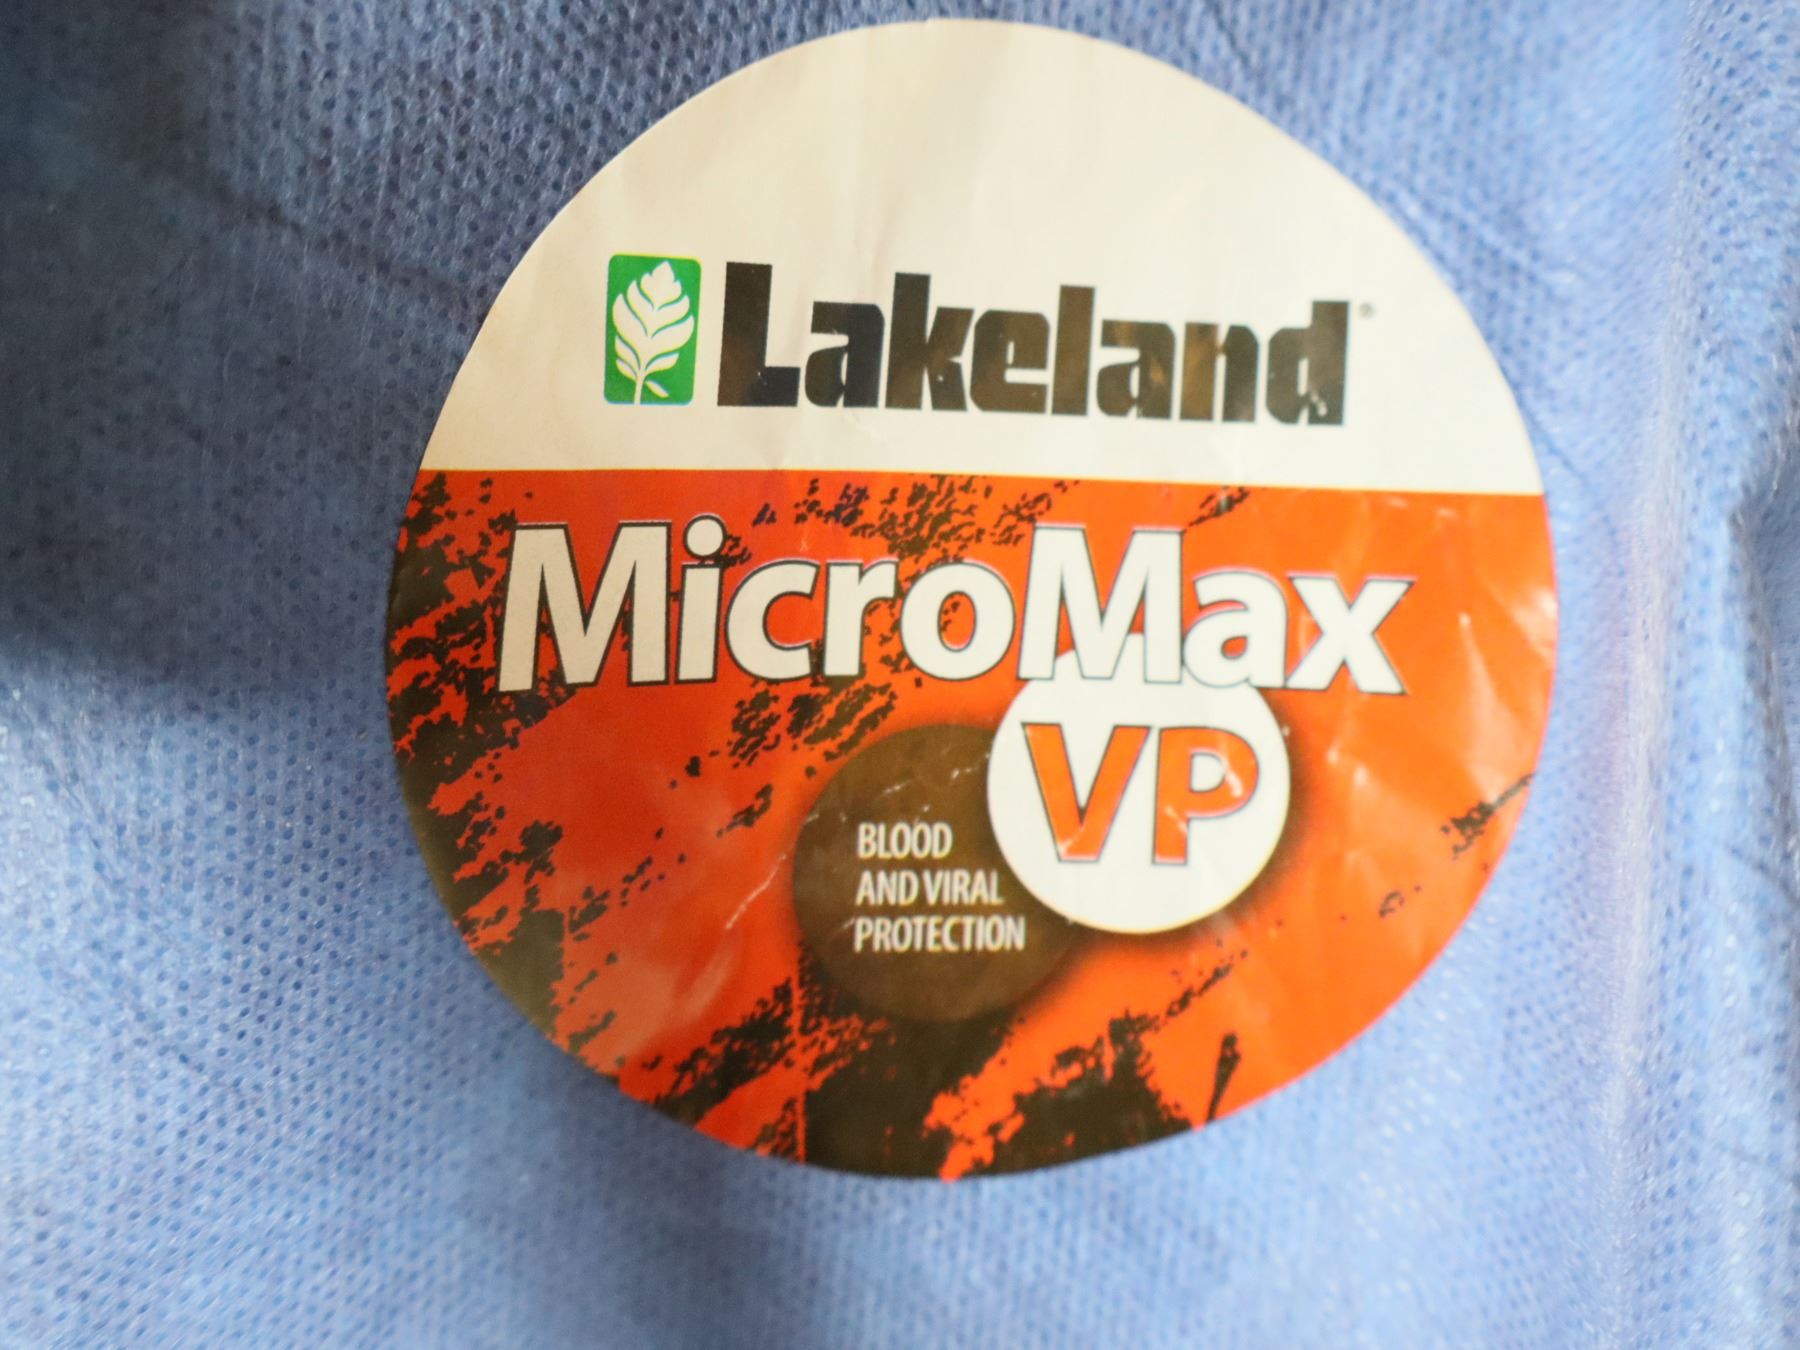 Lakeland
MicroMax
VP
BLOOD
AND VIRAL
PROTECTION